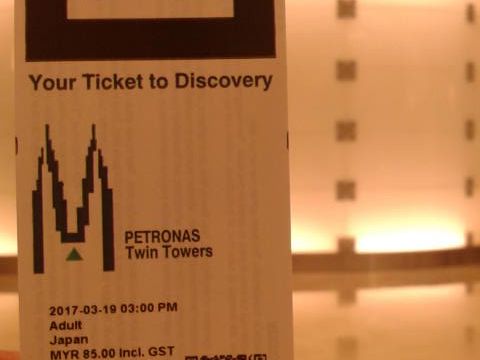 Your Ticket to Discovery
PETRONAS
Twin Towers
2017-03-19 03:00 PM
Adult
Japan
MYR 85.00 Incl. GST